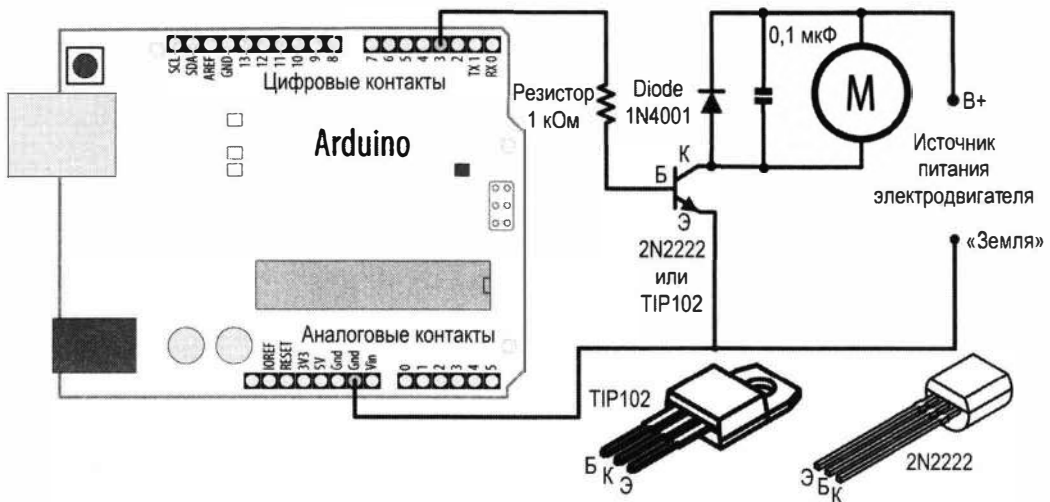 SCL
SDA
AREF
GND
13
12
11
10
9
8
7
6
5
4
3
2
TX 1
RX 0
Цифровые контакты
Arduino
Аналоговые контакты
IOREF
RESET
3V3
5V
Gnd
Gnd
Vin
0
1
2
3
4
5
Резистор
1 кОм
Diode
1N4001
0,1 мкФ
М
В+
Источник
питания
электродвигателя
«Земля»
К
Б
Э
2N2222
или
TIP102
TIP102
Б К Э
2N2222
Э Б К